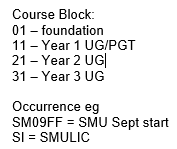 Course Block:
01 – foundation
11 – Year 1 UG/PGT
21 – Year 2 UG
31 – Year 3 UG
Occurrence eg
SM09FF = SMU Sept start
SI = SMULIC